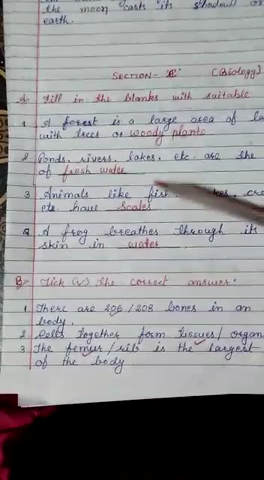 the moon casts its shadow on
earth.
SECTION- "B" (Biology)
A. Fill in the blanks with suitable
1 A forest is a large area of
with trees or woody plants
2 Ponds, rivers, lakes, etc are the
of fresh water
3 Animals like fish
etc have scales
4 A frog breathes through its
skin in water
B. Tick (✓) the correct answer:
1 There are 206/208 bones in an
body.
2 Cells together form tissues/ organ
3 The femur/rib is the largest
of the body